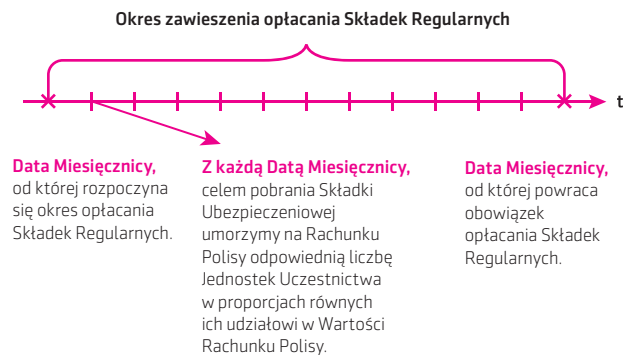 Okres zawieszenia opłacania Składek Regularnych
t
Data Miesięcznicy,
od której rozpoczyna
się okres opłacania
Składek Regularnych.
Z każdą Datą Miesięcznicy,
celem pobrania Składki
Ubezpieczeniowej
umorzymy na Rachunku
Polisy odpowiednią liczbę
Jednostek Uczestnictwa
w proporcjach równych
ich udziałowi w Wartości
Rachunku Polisy.
Data Miesięcznicy,
od której powraca
obowiązek
opłacania Składek
Regularnych.